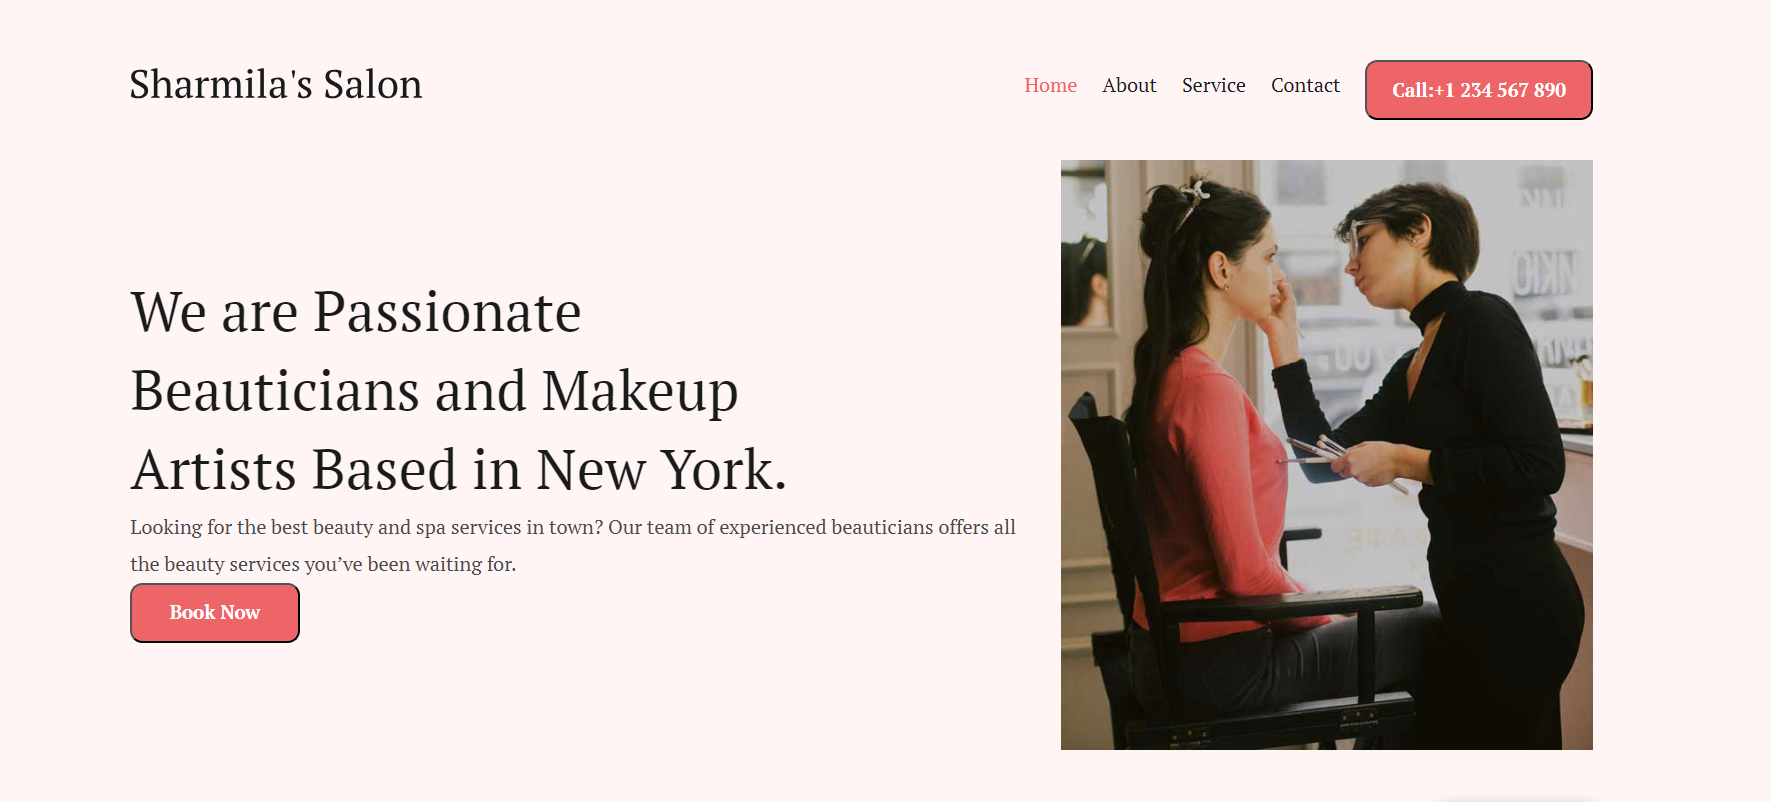 Sharmila's Salon
Home About Service Contact Call:+1 234 567 890
We are Passionate
Beauticians and Makeup
Artists Based in New York.
Looking for the best beauty and spa services in town? Our team of experienced beauticians offers all
the beauty services you’ve been waiting for.
Book Now